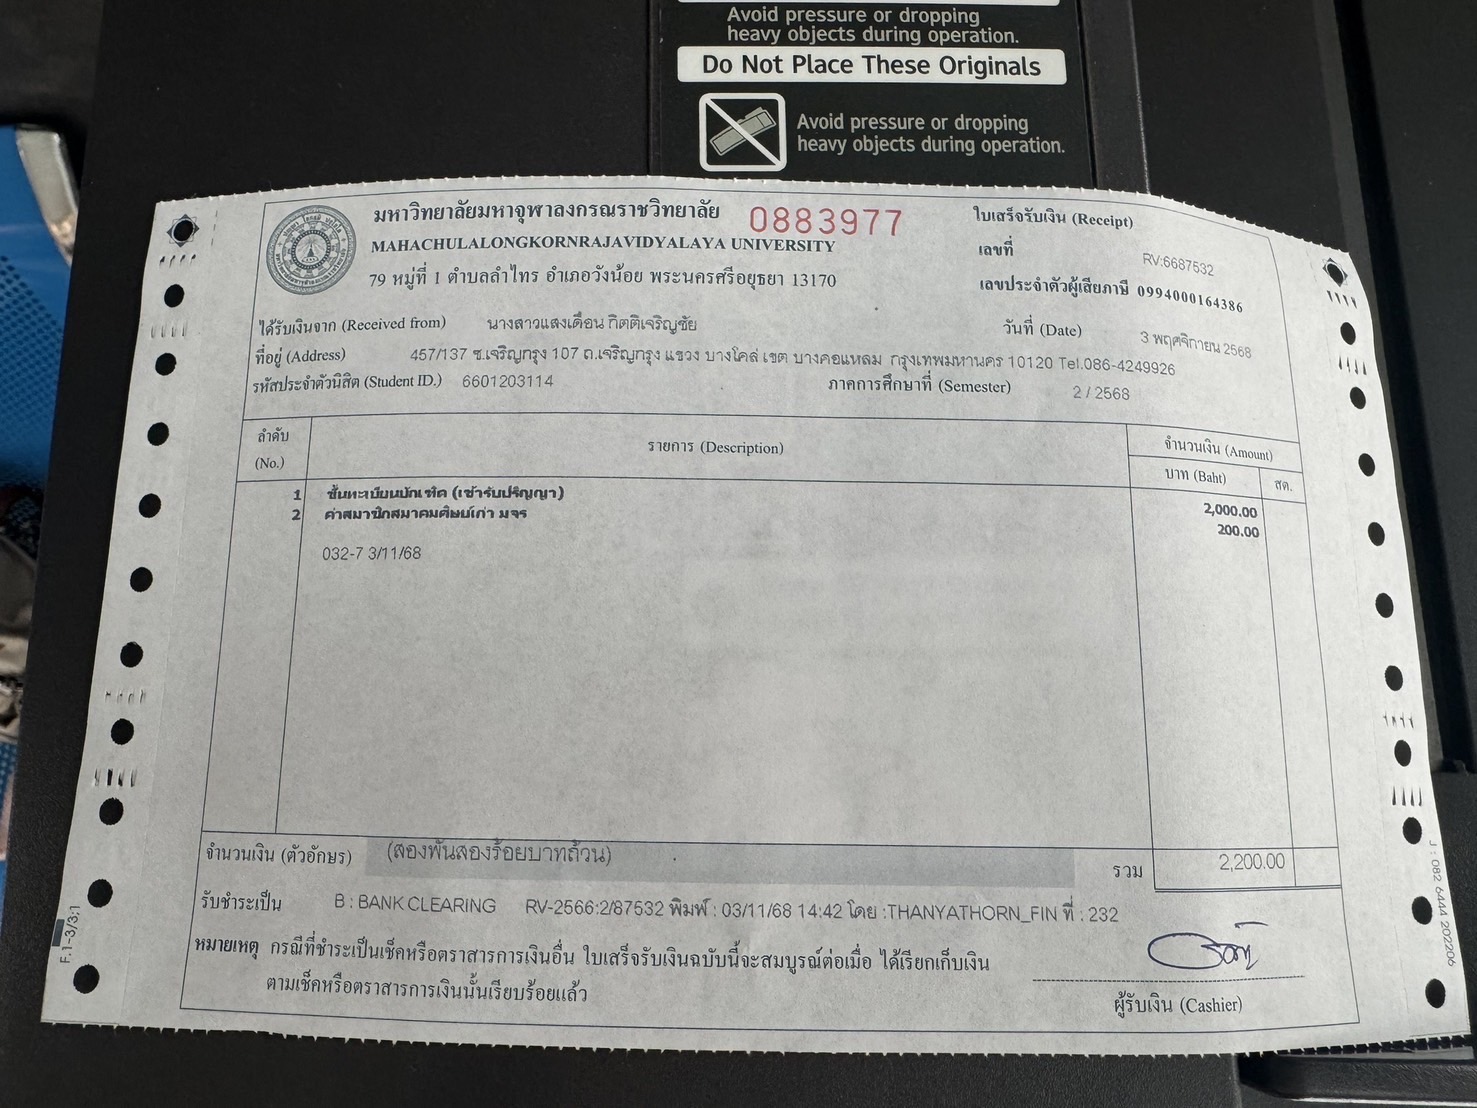 Avoid pressure or dropping
heavy objects during operation.
Do Not Place These Originals
Avoid pressure or dropping
heavy objects during operation.
มหาวิทยาลัยมหาจุฬาลงกรณราชวิทยาลัย 0883977 ใบเสร็จรับเงิน (Receipt)
MAHACHULALONGKORNRAJAVIDYALAYA UNIVERSITY เลขที่ RV:6687532
79 หมู่ที่ 1 ตำบลลำไทร อำเภอวังน้อย พระนครศรีอยุธยา 13170 เลขประจำตัวผู้เสียภาษี 0994000164386
ได้รับเงินจาก (Received from) นางสาวแสงเดือน กิตติเจริญชัย วันที่ (Date) 3 พฤศจิกายน 2568
ที่อยู่ (Address) 457/137 ซ.เจริญกรุง 107 ถ.เจริญกรุง แขวง บางโคล่ เขต บางคอแหลม กรุงเทพมหานคร 10120 Tel.086-4249926
รหัสประจำตัวนิสิต (Student ID.) 6601203114 ภาคการศึกษาที่ (Semester) 2 / 2568
ลำดับ (No.) รายการ (Description) จำนวนเงิน (Amount)
บาท (Baht) สต.
1 ขึ้นทะเบียนบัณฑิต (เข้ารับปริญญา) 2,000.00
2 ค่าสมาชิกสมาคมศิษย์เก่า มจร 200.00
032-7 3/11/68
จำนวนเงิน (ตัวอักษร) (สองพันสองร้อยบาทถ้วน) รวม 2,200.00
รับชำระเป็น B : BANK CLEARING RV-2566:2/87532 พิมพ์ : 03/11/68 14:42 โดย :THANYATHORN_FIN ที่ : 232
หมายเหตุ กรณีที่ชำระเป็นเช็คหรือตราสารการเงินอื่น ใบเสร็จรับเงินฉบับนี้จะสมบูรณ์ต่อเมื่อ ได้เรียกเก็บเงิน
ตามเช็คหรือตราสารการเงินนั้นเรียบร้อยแล้ว
ผู้รับเงิน (Cashier)
F.1-3/3;1
J : 082 6444 202206